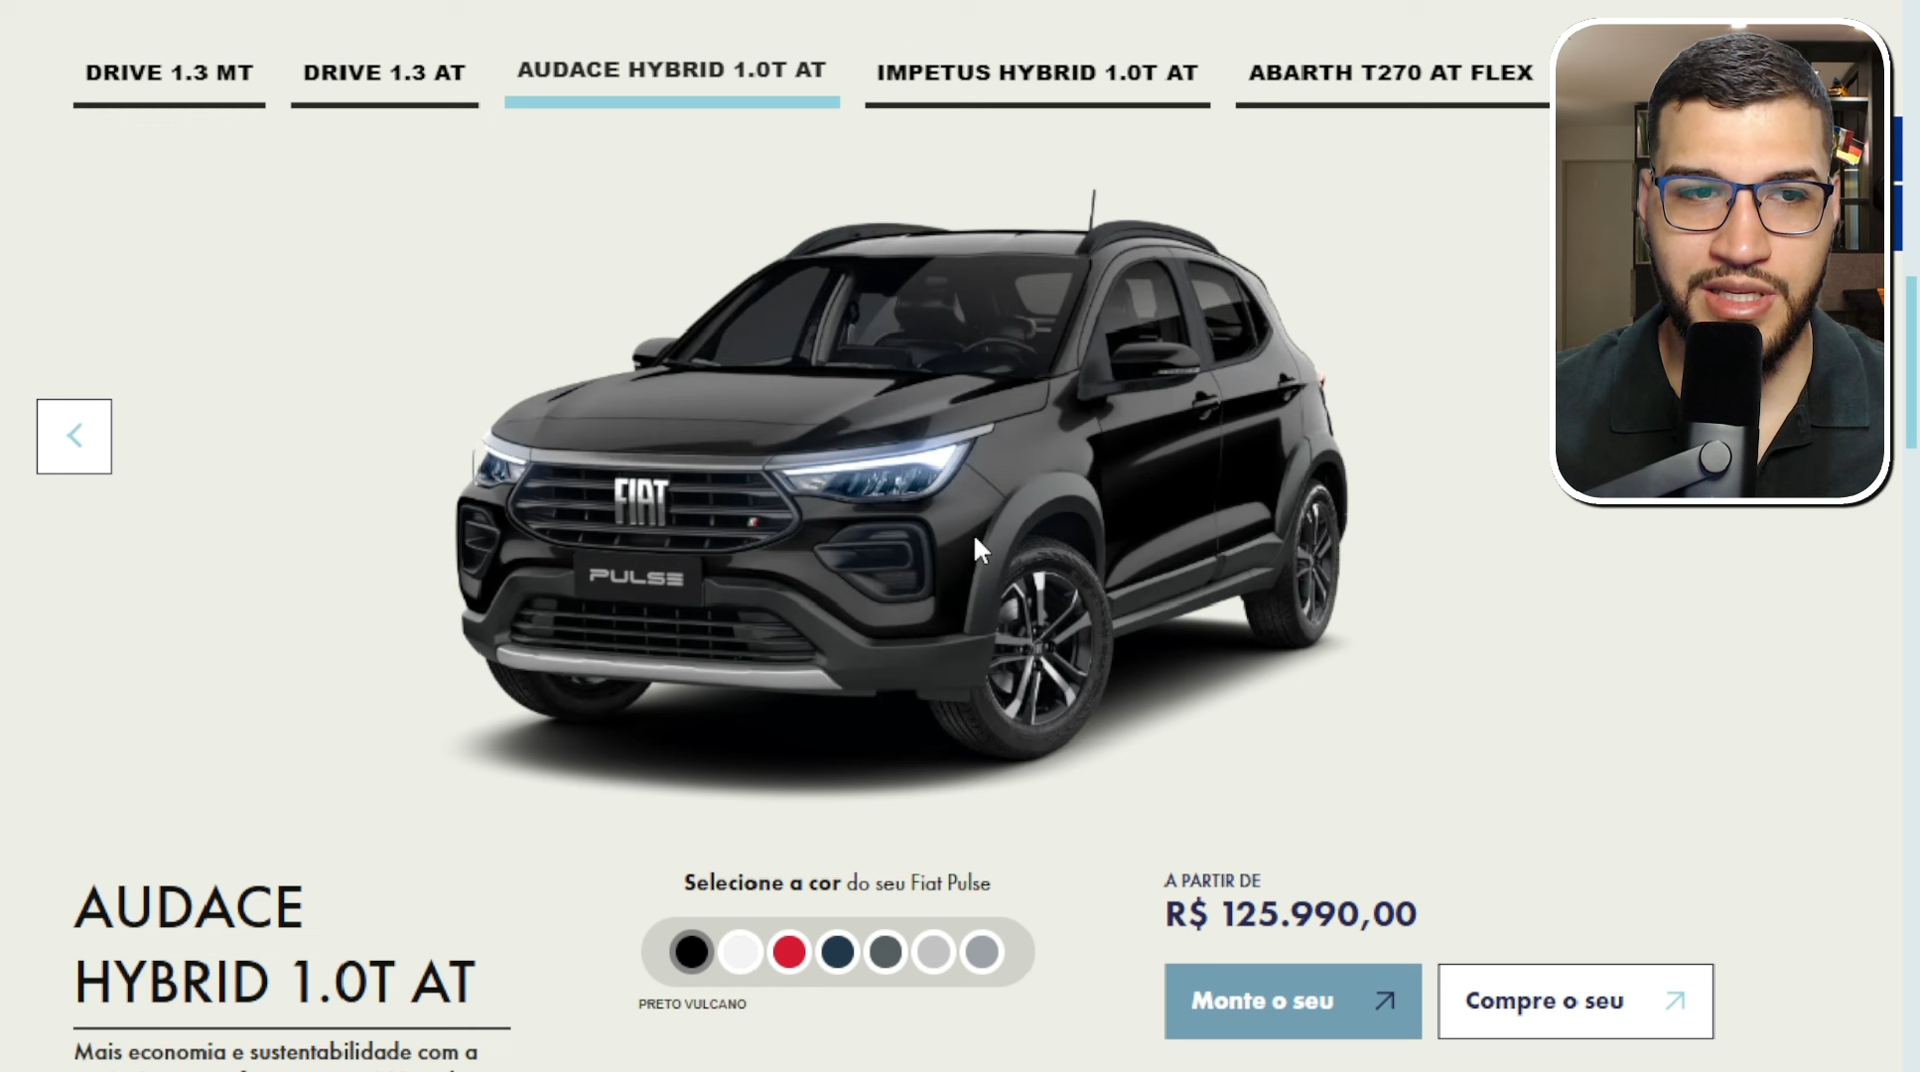 DRIVE 1.3 MT
DRIVE 1.3 AT
AUDACE HYBRID 1.0T AT
IMPETUS HYBRID 1.0T AT
ABARTH T270 AT FLEX
FIAT
PULSE
AUDACE
HYBRID 1.0T AT
Mais economia e sustentabilidade com a
Selecione a cor do seu Fiat Pulse
PRETO VULCANO
A PARTIR DE
R$ 125.990,00
Monte o seu
Compre o seu